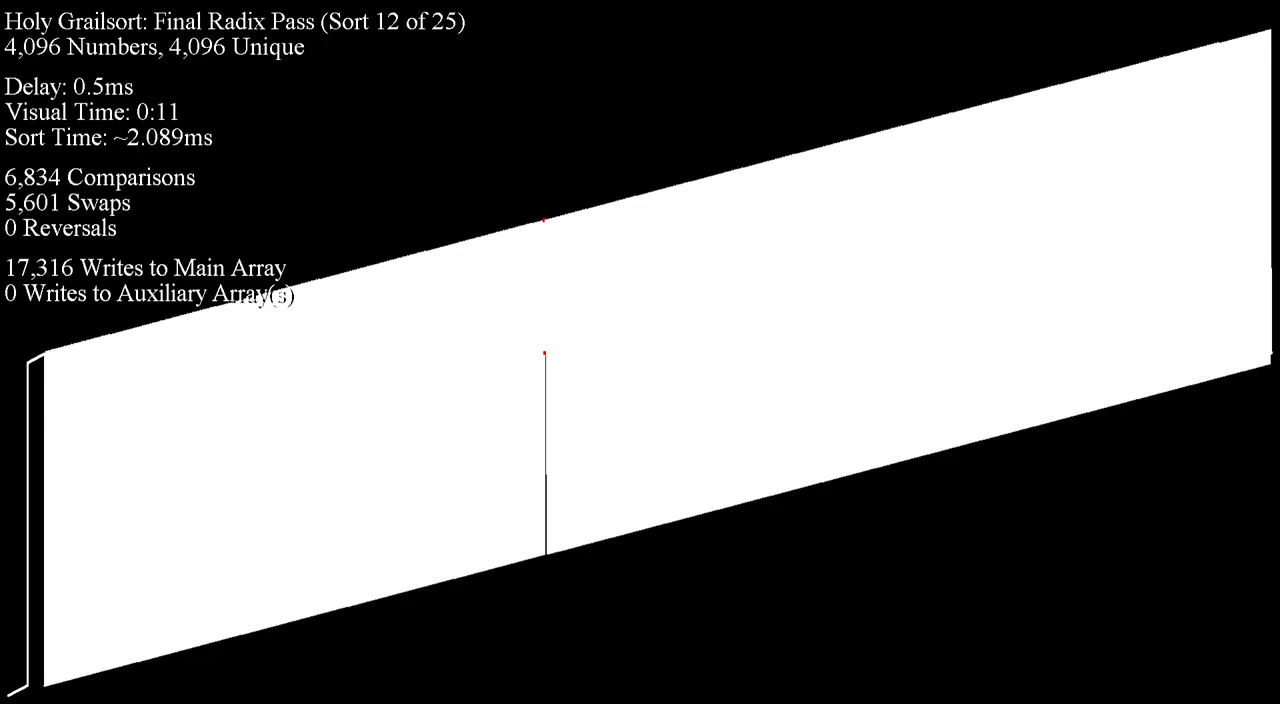 Holy Grailsort: Final Radix Pass (Sort 12 of 25)
4,096 Numbers, 4,096 Unique
Delay: 0.5ms
Visual Time: 0:11
Sort Time: ~2.089ms
6,834 Comparisons
5,601 Swaps
0 Reversals
17,316 Writes to Main Array
0 Writes to Auxiliary Array(s)